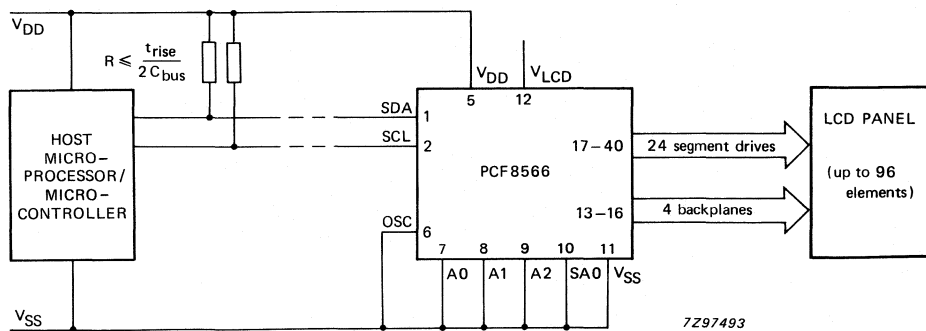 V_DD
R ≤ t_rise / 2 C_bus
V_DD
V_LCD
5
12
SDA
1
SCL
2
HOST
MICRO-
PROCESSOR/
MICRO-
CONTROLLER
PCF8566
17–40
24 segment drives
13–16
4 backplanes
LCD PANEL
(up to 96
elements)
OSC
6
7
8
9
10
11
A0
A1
A2
SA0
V_SS
V_SS
7Z97493